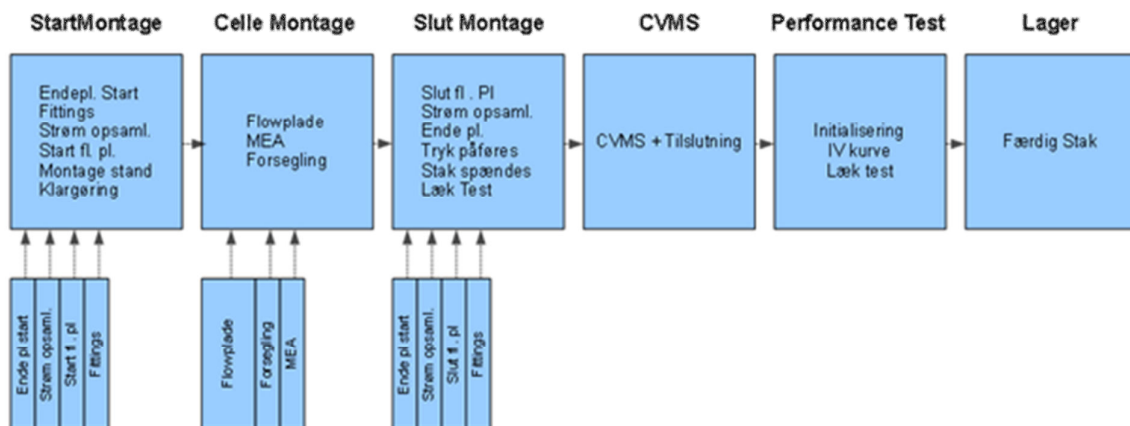 StartMontage
Celle Montage
Slut Montage
CVMS
Performance Test
Lager
Endepl. Start
Fittings
Strøm opsaml.
Start fl. pl.
Montage stand
Klargøring
Flowplade
MEA
Forsegling
Slut fl . Pl
Strøm opsaml.
Ende pl.
Tryk påføres
Stak spændes
Læk Test
CVMS + Tilslutning
Initialisering
IV kurve
Læk test
Færdig Stak
Ende pl start
Strøm opsaml.
Start fl . pl
Fittings
Flowplade
Forsegling
MEA
Ende pl start
Strøm opsaml.
Slut fl . pl
Fittings